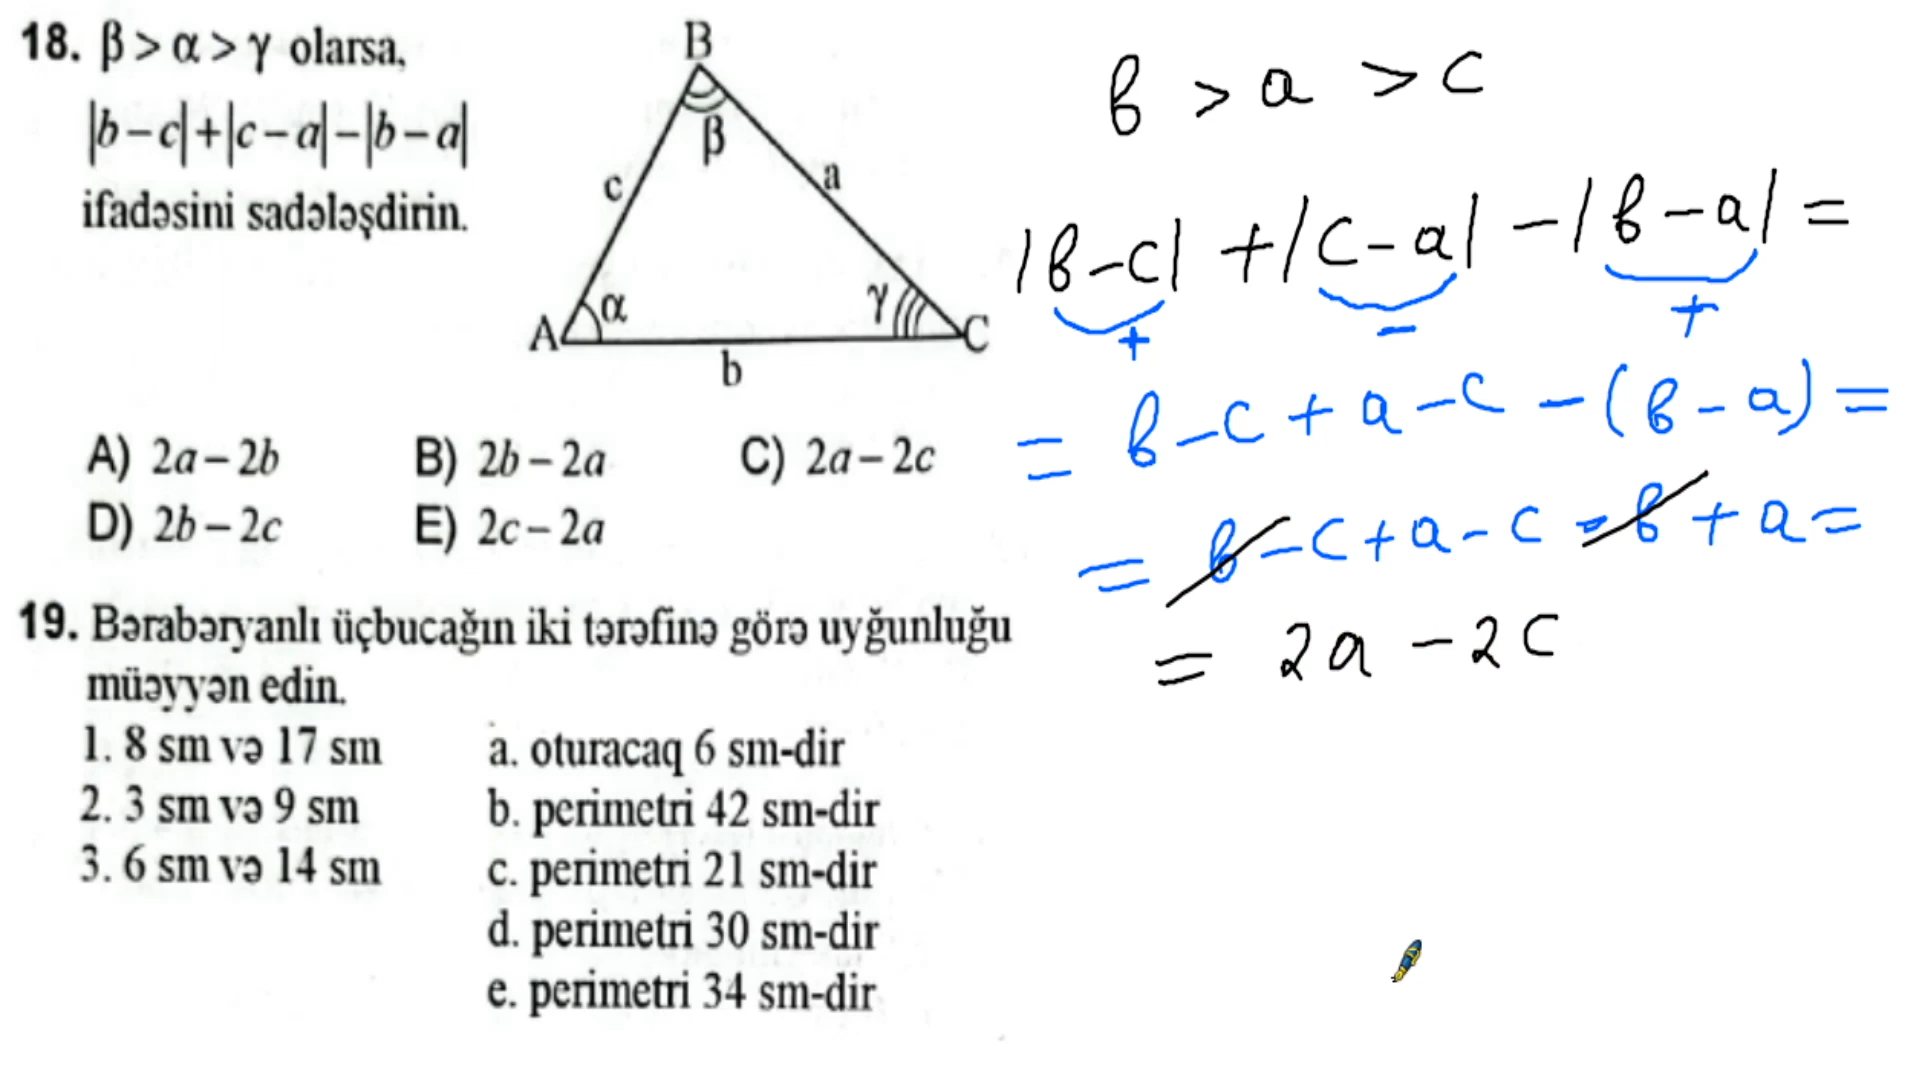 18. β > α > γ olarsa,
|b – c| + |c – a| – |b – a|
ifadəsini sadələşdirin.
B
β
c
a
A
α
γ
C
b
A) 2a – 2b B) 2b – 2a C) 2a – 2c
D) 2b – 2c E) 2c – 2a
19. Bərabəryanlı üçbucağın iki tərəfinə görə uyğunluğu
müəyyən edin.
1. 8 sm və 17 sm a. oturacaq 6 sm-dir
2. 3 sm və 9 sm b. perimetri 42 sm-dir
3. 6 sm və 14 sm c. perimetri 21 sm-dir
d. perimetri 30 sm-dir
e. perimetri 34 sm-dir
b > a > c
|b – c| + |c – a| – |b – a| =
+ – +
= b – c + a – c – (b – a) =
= b – c + a – c – b + a =
= 2a – 2c